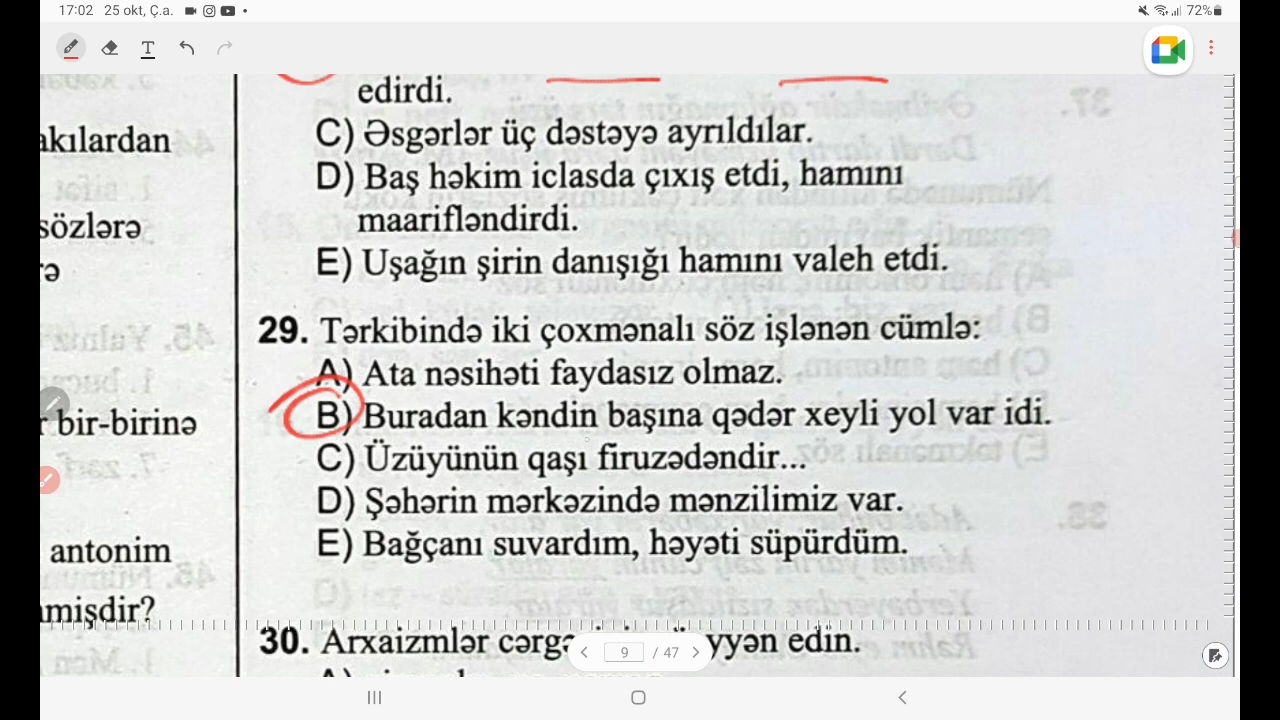 17:02 25 okt, Ç.a.
72%
T
edirdi.
akılardan
C) Əsgərlər üç dəstəyə ayrıldılar.
D) Baş həkim iclasda çıxış etdi, hamını
sözlərə
maarifləndirdi.
E) Uşağın şirin danışığı hamını valeh etdi.
29. Tərkibində iki çoxmənalı söz işlənən cümlə:
A) Ata nəsihəti faydasız olmaz.
bir-birinə
B) Buradan kəndin başına qədər xeyli yol var idi.
C) Üzüyünün qaşı firuzədəndir...
D) Şəhərin mərkəzində mənzilimiz var.
antonim
E) Bağçanı suvardım, həyəti süpürdüm.
mişdir?
30. Arxaizmlər edin.
9 / 47